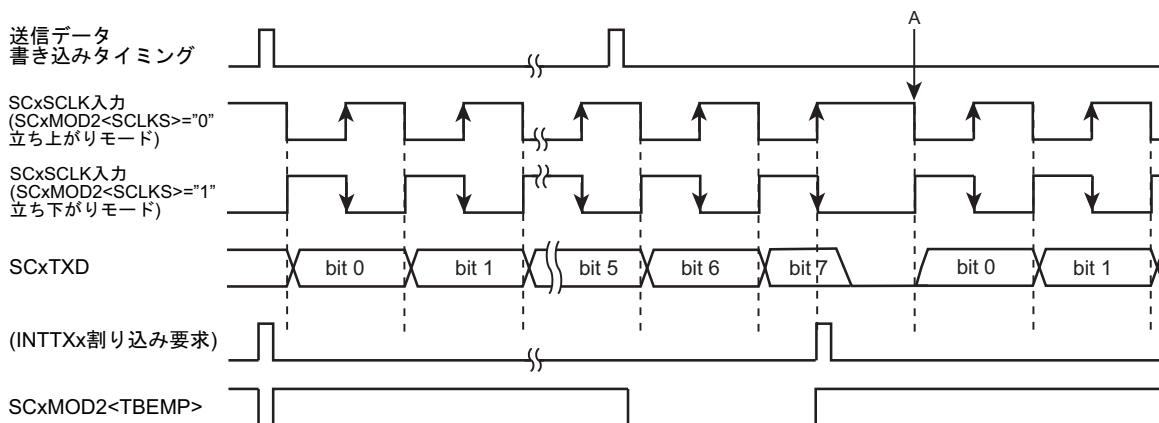 A
送信データ
書き込みタイミング
SCxSCLK入力
(SCxMOD2<SCLKS>="0"
立ち上がりモード)
SCxSCLK入力
(SCxMOD2<SCLKS>="1"
立ち下がりモード)
SCxTXD
bit 0
bit 1
bit 5
bit 6
bit 7
bit 0
bit 1
(INTTXx割り込み要求)
SCxMOD2<TBEMP>